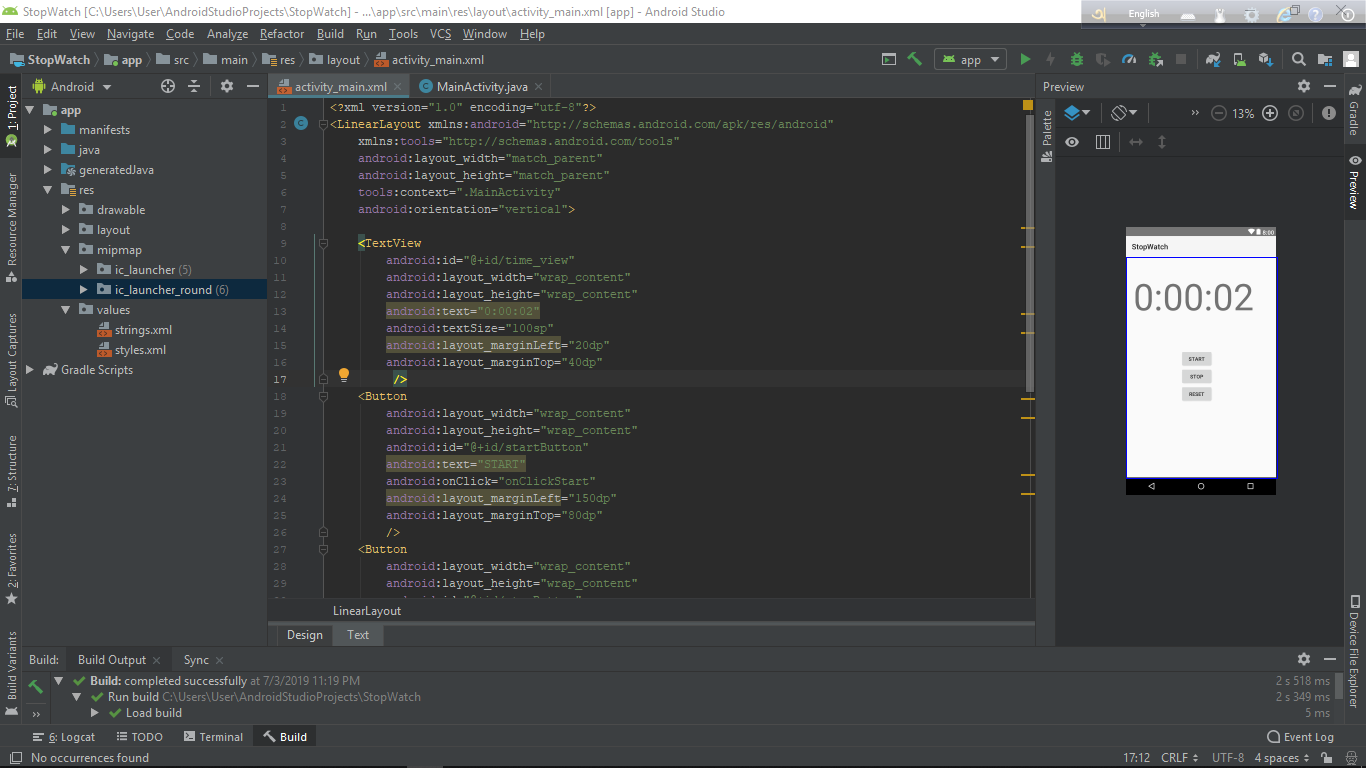 StopWatch [C:\Users\User\AndroidStudioProjects\StopWatch] - ...\app\src\main\res\layout\activity_main.xml [app] - Android Studio
English
File Edit View Navigate Code Analyze Refactor Build Run Tools VCS Window Help
StopWatch app src main res layout activity_main.xml
app
Android
activity_main.xml
MainActivity.java
Preview
1: Project
Resource Manager
Layout Captures
7: Structure
2: Favorites
Build Variants
app
manifests
java
generatedJava
res
drawable
layout
mipmap
ic_launcher (5)
ic_launcher_round (6)
values
strings.xml
styles.xml
Gradle Scripts
1 <?xml version="1.0" encoding="utf-8"?>
2 <LinearLayout xmlns:android="http://schemas.android.com/apk/res/android"
3 xmlns:tools="http://schemas.android.com/tools"
4 android:layout_width="match_parent"
5 android:layout_height="match_parent"
6 tools:context=".MainActivity"
7 android:orientation="vertical">
8
9 <TextView
10 android:id="@+id/time_view"
11 android:layout_width="wrap_content"
12 android:layout_height="wrap_content"
13 android:text="0:00:02"
14 android:textSize="100sp"
15 android:layout_marginLeft="20dp"
16 android:layout_marginTop="40dp"
17 />
18 <Button
19 android:layout_width="wrap_content"
20 android:layout_height="wrap_content"
21 android:id="@+id/startButton"
22 android:text="START"
23 android:onClick="onClickStart"
24 android:layout_marginLeft="150dp"
25 android:layout_marginTop="80dp"
26 />
27 <Button
28 android:layout_width="wrap_content"
29 android:layout_height="wrap_content"
LinearLayout
Design Text
Palette
13%
8:00
StopWatch
0:00:02
START
STOP
RESET
Gradle
Preview
Device File Explorer
Build: Build Output Sync
Build: completed successfully at 7/3/2019 11:19 PM 2 s 518 ms
Run build C:\Users\User\AndroidStudioProjects\StopWatch 2 s 349 ms
Load build 5 ms
6: Logcat TODO Terminal Build Event Log
No occurrences found 17:12 CRLF UTF-8 4 spaces